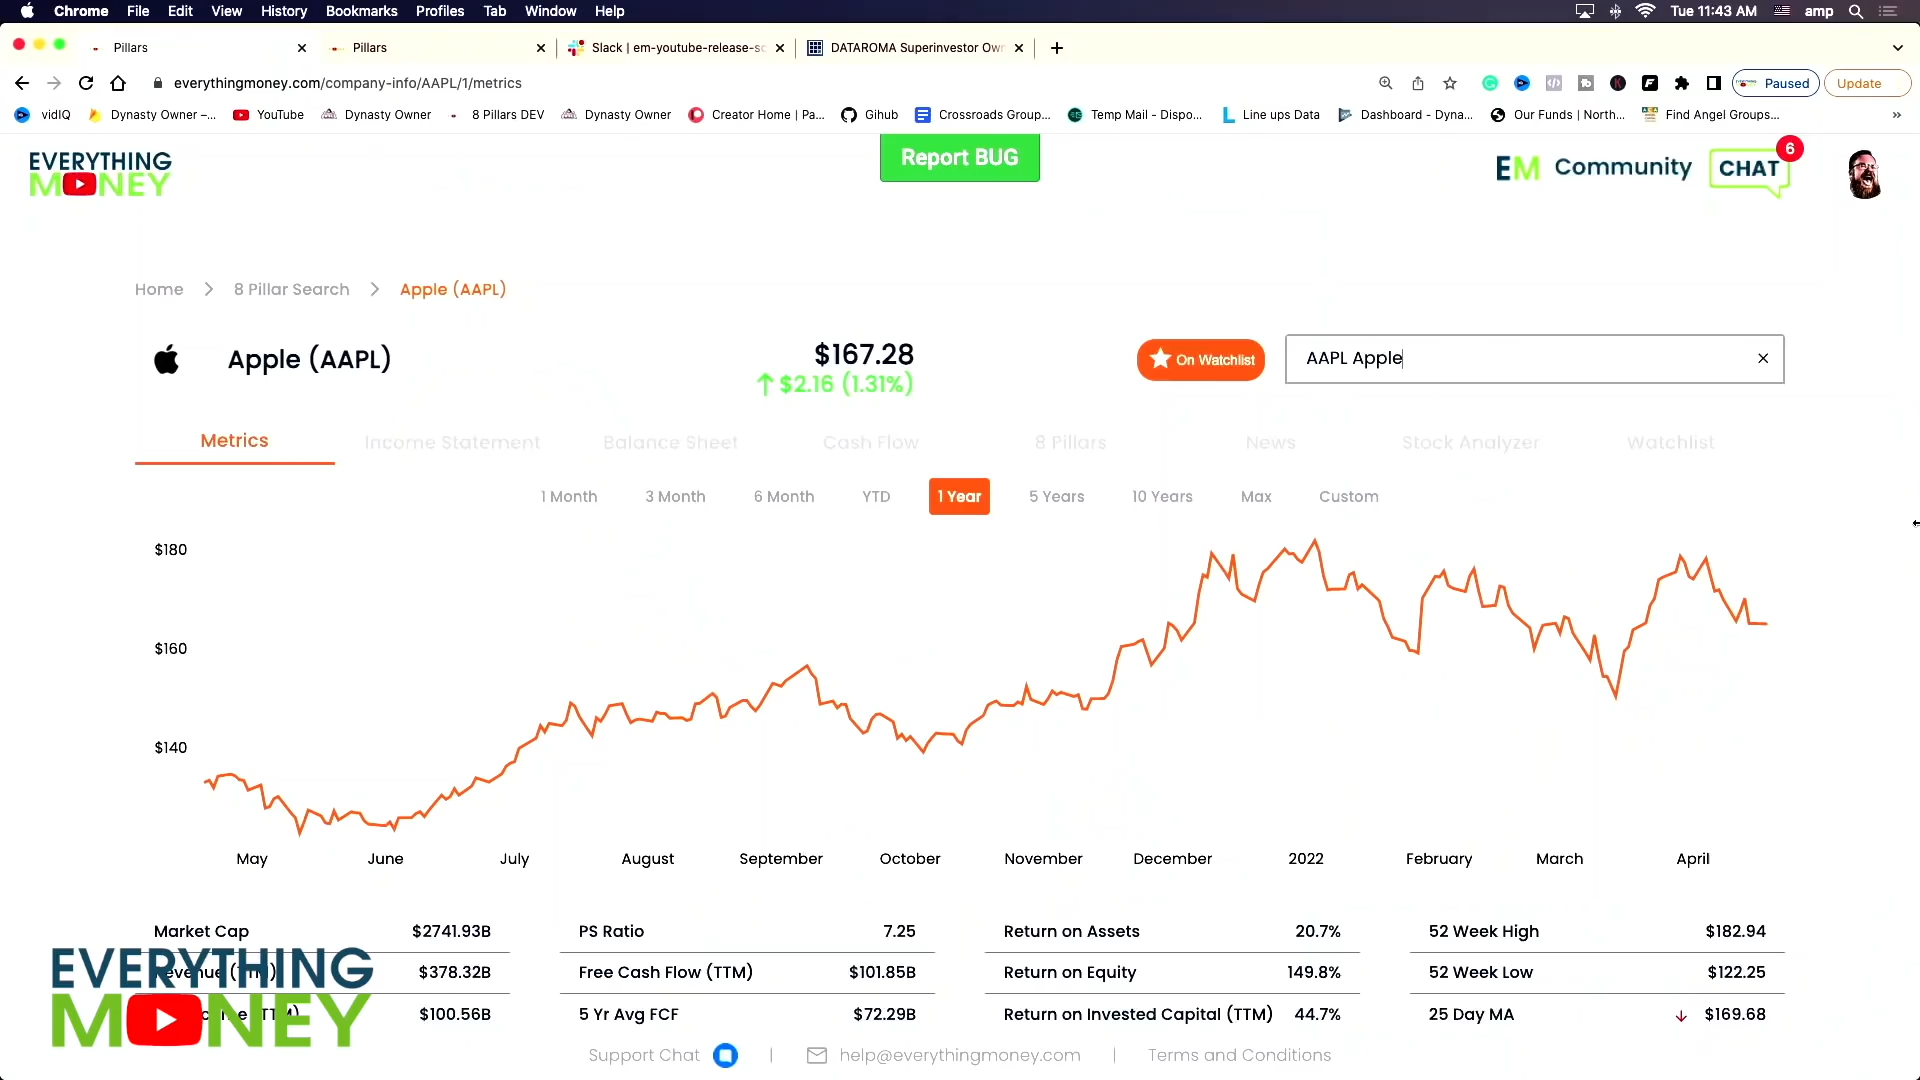 Chrome File Edit View History Bookmarks Profiles Tab Window Help Tue 11:43 AM amp
Pillars Pillars Slack | em-youtube-release-sc DATAROMA Superinvestor Own
everythingmoney.com/company-info/AAPL/1/metrics Paused Update
vidIQ Dynasty Owner –... YouTube Dynasty Owner 8 Pillars DEV Dynasty Owner Creator Home | Pa... Gihub Crossroads Group... Temp Mail - Dispo... Line ups Data Dashboard - Dyna... Our Funds | North... Find Angel Groups... »
EVERYTHING MONEY
Report BUG
EM Community CHAT 6
Home > 8 Pillar Search > Apple (AAPL)
Apple (AAPL) $167.28 On Watchlist AAPL Apple
$2.16 (1.31%)
Metrics Income Statement Balance Sheet Cash Flow 8 Pillars News Stock Analyzer Watchlist
1 Month 3 Month 6 Month YTD 1 Year 5 Years 10 Years Max Custom
$180
$160
$140
May June July August September October November December 2022 February March April
Market Cap $2741.93B PS Ratio 7.25 Return on Assets 20.7% 52 Week High $182.94
$378.32B Free Cash Flow (TTM) $101.85B Return on Equity 149.8% 52 Week Low $122.25
$100.56B 5 Yr Avg FCF $72.29B Return on Invested Capital (TTM) 44.7% 25 Day MA $169.68
EVERYTHING
MONEY
Support Chat | help@everythingmoney.com | Terms and Conditions